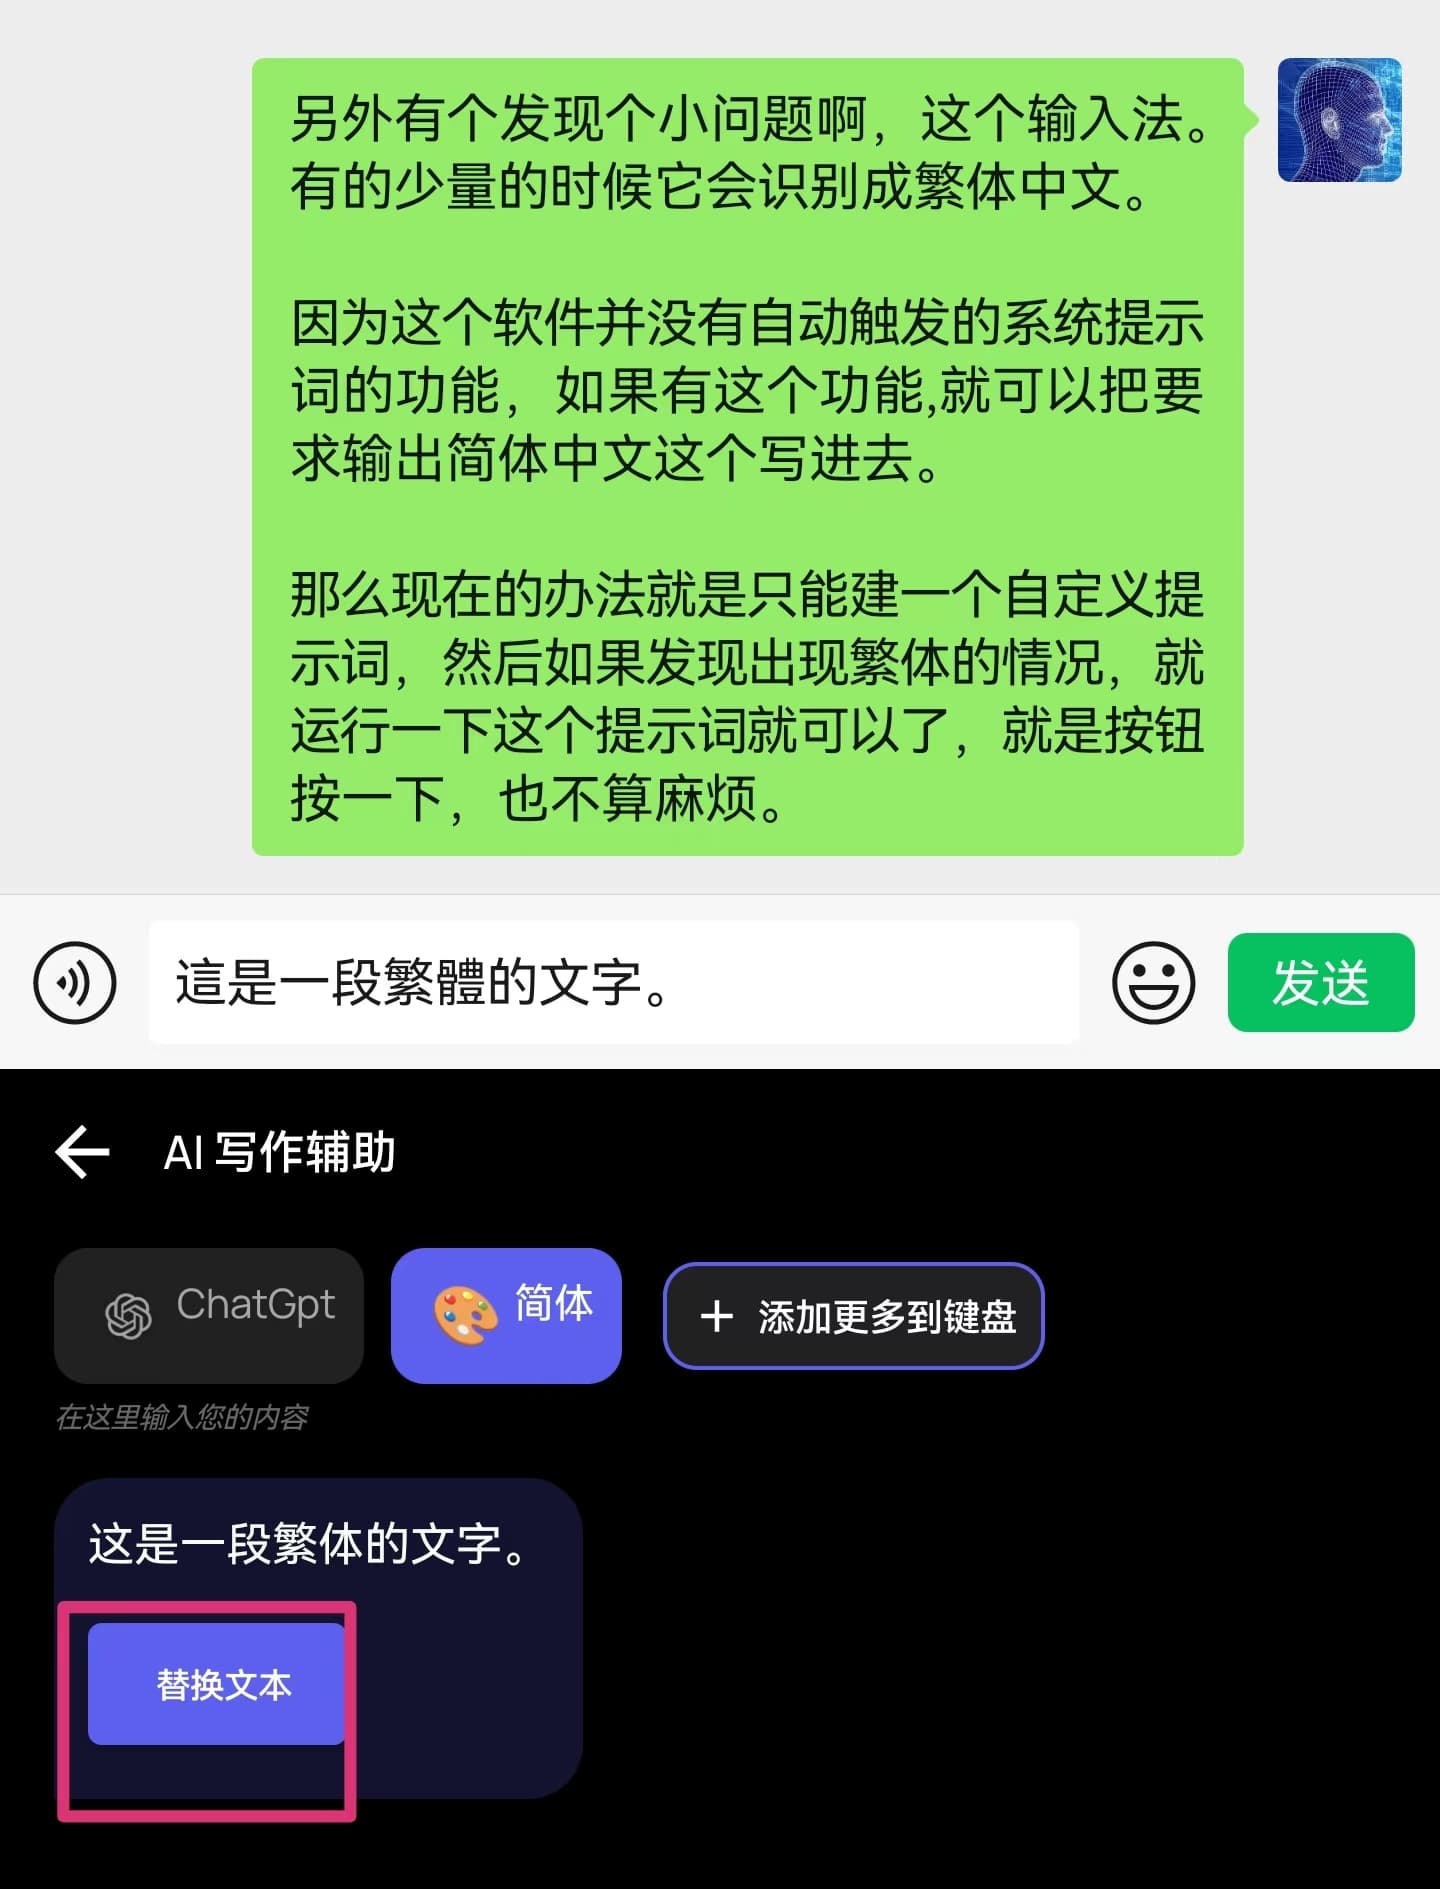 另外有个发现个小问题啊，这个输入法。
有的少量的时候它会识别成繁体中文。
因为这个软件并没有自动触发的系统提示
词的功能，如果有这个功能,就可以把要
求输出简体中文这个写进去。
那么现在的办法就是只能建一个自定义提
示词，然后如果发现出现繁体的情况，就
运行一下这个提示词就可以了，就是按钮
按一下，也不算麻烦。
這是一段繁體的文字。
发送
AI 写作辅助
ChatGpt
简体
+ 添加更多到键盘
在这里输入您的内容
这是一段繁体的文字。
替换文本